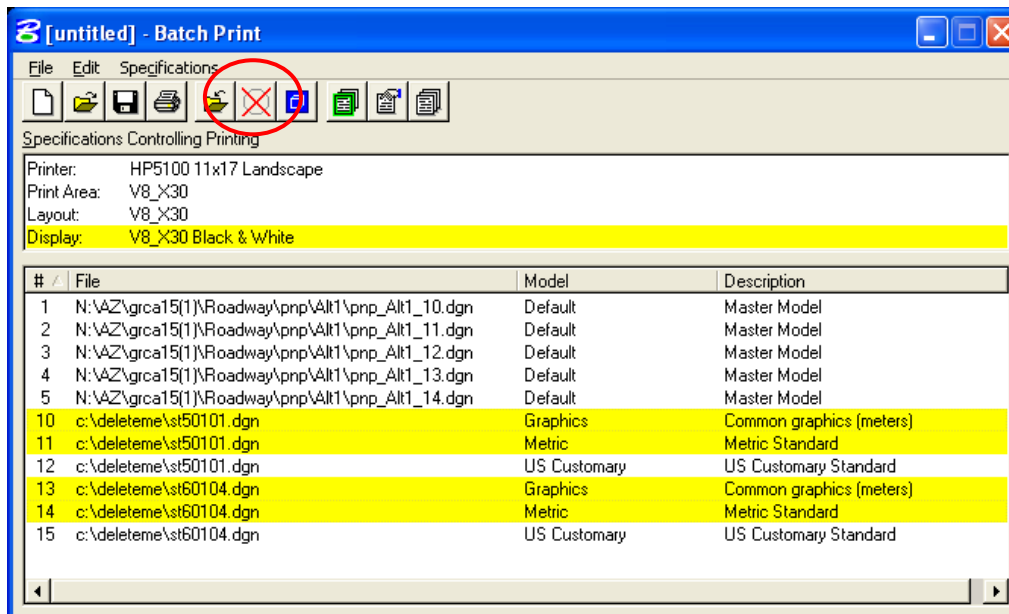 [untitled] - Batch Print
File Edit Specifications
Specifications Controlling Printing
Printer: HP5100 11x17 Landscape
Print Area: V8_X30
Layout: V8_X30
Display: V8_X30 Black & White
# File Model Description
1 N:\AZ\grca15(1)\Roadway\pnp\Alt1\pnp_Alt1_10.dgn Default Master Model
2 N:\AZ\grca15(1)\Roadway\pnp\Alt1\pnp_Alt1_11.dgn Default Master Model
3 N:\AZ\grca15(1)\Roadway\pnp\Alt1\pnp_Alt1_12.dgn Default Master Model
4 N:\AZ\grca15(1)\Roadway\pnp\Alt1\pnp_Alt1_13.dgn Default Master Model
5 N:\AZ\grca15(1)\Roadway\pnp\Alt1\pnp_Alt1_14.dgn Default Master Model
10 c:\deleteme\st50101.dgn Graphics Common graphics (meters)
11 c:\deleteme\st50101.dgn Metric Metric Standard
12 c:\deleteme\st50101.dgn US Customary US Customary Standard
13 c:\deleteme\st60104.dgn Graphics Common graphics (meters)
14 c:\deleteme\st60104.dgn Metric Metric Standard
15 c:\deleteme\st60104.dgn US Customary US Customary Standard